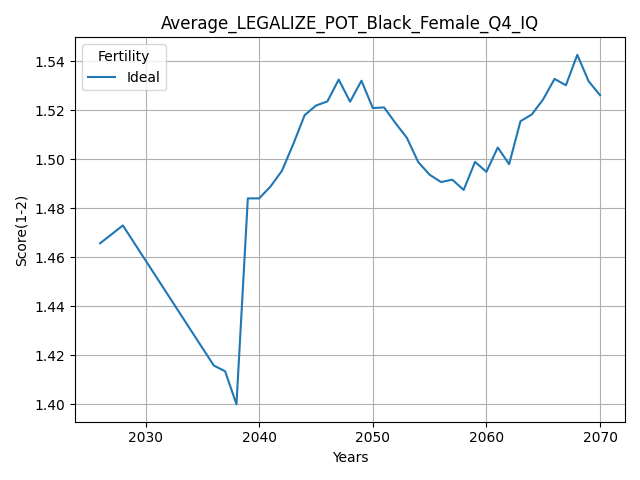 Average_LEGALIZE_POT_Black_Female_Q4_IQ
Fertility
Ideal
Score(1-2)
1.54
1.52
1.50
1.48
1.46
1.44
1.42
1.40
2030 2040 2050 2060 2070
Years